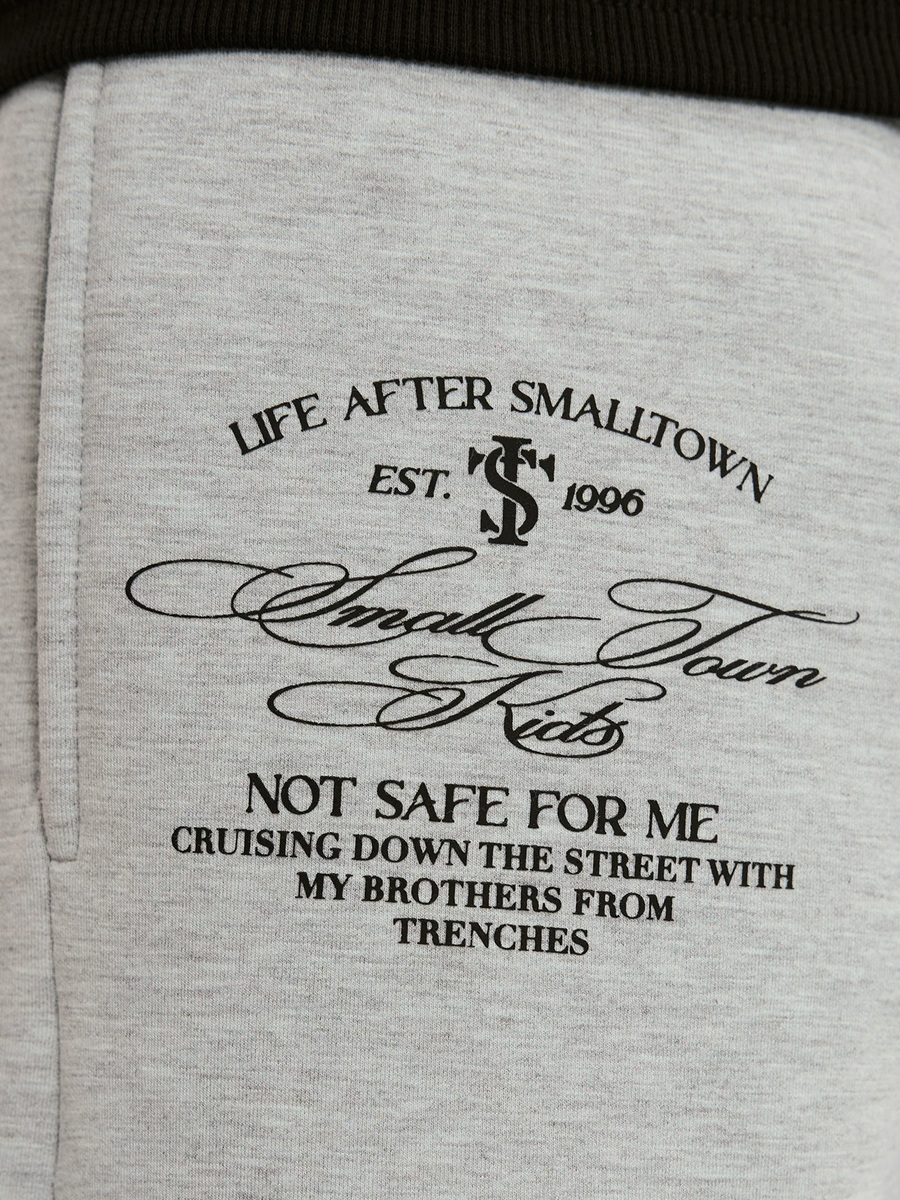 LIFE AFTER SMALLTOWN
EST. ST 1996
Small Town
Kids
NOT SAFE FOR ME
CRUISING DOWN THE STREET WITH
MY BROTHERS FROM
TRENCHES